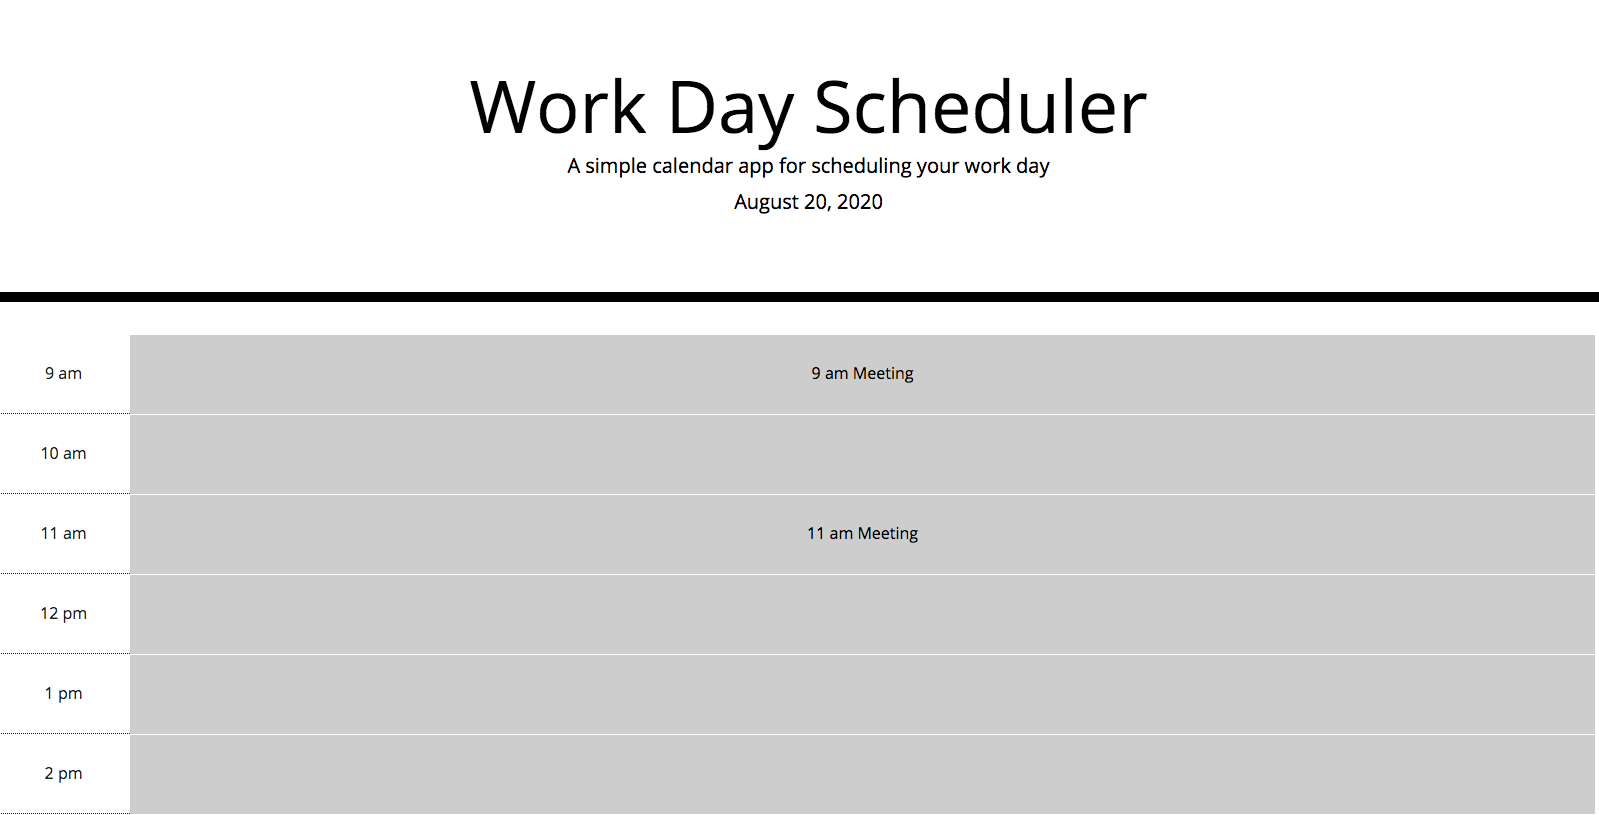 Work Day Scheduler
A simple calendar app for scheduling your work day
August 20, 2020
9 am
9 am Meeting
10 am
11 am
11 am Meeting
12 pm
1 pm
2 pm